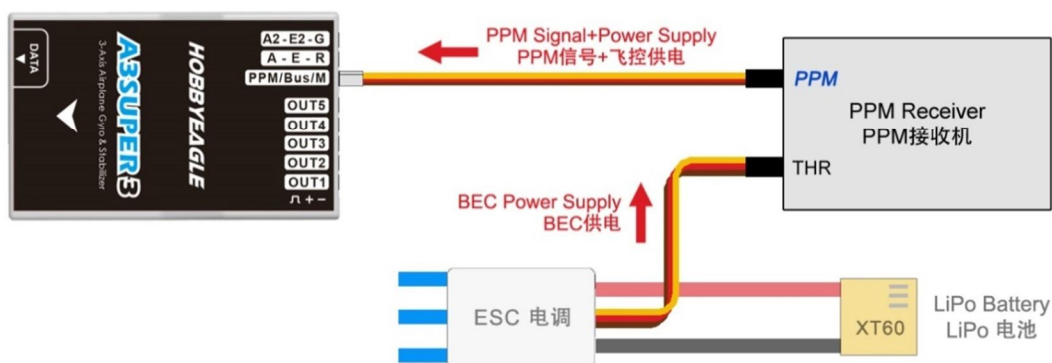 DATA
A3SUPER3
3-Axis Airplane Gyro & Stabilizer
HOBBYEAGLE
A2-E2-G
A - E - R
PPM/Bus/M
OUT5
OUT4
OUT3
OUT2
OUT1
⎍ + −
PPM Signal+Power Supply
PPM信号+飞控供电
PPM
PPM Receiver
PPM接收机
THR
BEC Power Supply
BEC供电
ESC 电调
XT60
LiPo Battery
LiPo 电池